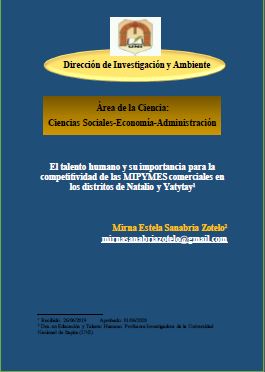 UNI
Dirección de Investigación y Ambiente
Área de la Ciencia:
Ciencias Sociales-Economía-Administración
El talento humano y su importancia para la
competitividad de las MIPYMES comerciales en
los distritos de Natalio y Yatytay¹
Mirna Estela Sanabria Zotelo²
mirnasanabriazotelo@gmail.com
¹ Recibido: 26/06/2019 Aprobado: 01/06/2020
² Dra. en Educación y Talento Humano. Profesora Investigadora de la Universidad
Nacional de Itapúa (UNI).